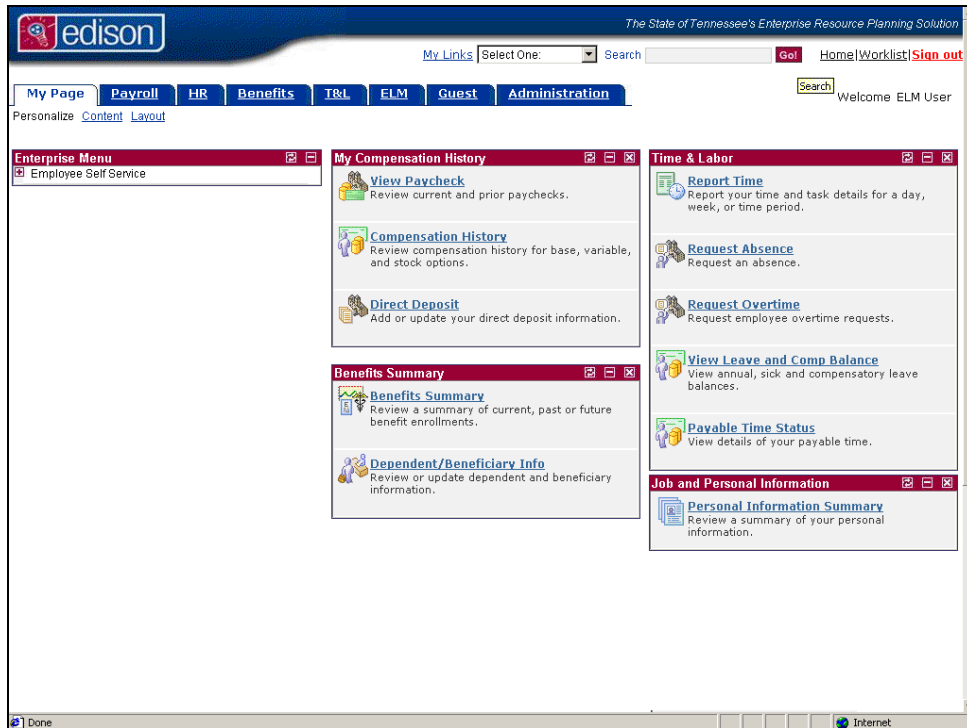 edison
The State of Tennessee's Enterprise Resource Planning Solution
My Links Select One: Search Go! Home|Worklist|Sign out
My Page Payroll HR Benefits T&L ELM Guest Administration
Search
Welcome ELM User
Personalize Content Layout
Enterprise Menu
Employee Self Service
My Compensation History
View Paycheck
Review current and prior paychecks.
Compensation History
Review compensation history for base, variable,
and stock options.
Direct Deposit
Add or update your direct deposit information.
Benefits Summary
Benefits Summary
Review a summary of current, past or future
benefit enrollments.
Dependent/Beneficiary Info
Review or update dependent and beneficiary
information.
Time & Labor
Report Time
Report your time and task details for a day,
week, or time period.
Request Absence
Request an absence.
Request Overtime
Request employee overtime requests.
View Leave and Comp Balance
View annual, sick and compensatory leave
balances.
Payable Time Status
View details of your payable time.
Job and Personal Information
Personal Information Summary
Review a summary of your personal
information.
Done
Internet